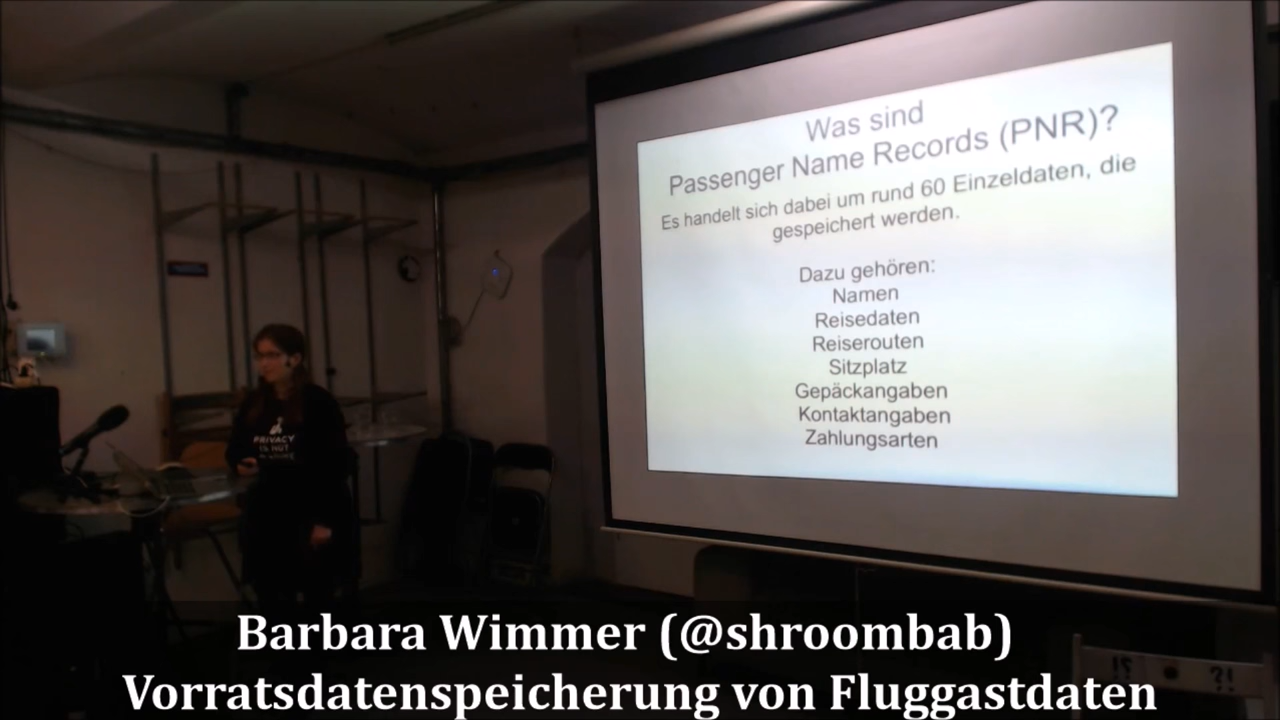 Was sind
Passenger Name Records (PNR)?
Es handelt sich dabei um rund 60 Einzeldaten, die
gespeichert werden.
Dazu gehören:
Namen
Reisedaten
Reiserouten
Sitzplatz
Gepäckangaben
Kontaktangaben
Zahlungsarten
PRIVACY
IS NOT
!?
?!
Barbara Wimmer (@shroombab)
Vorratsdatenspeicherung von Fluggastdaten